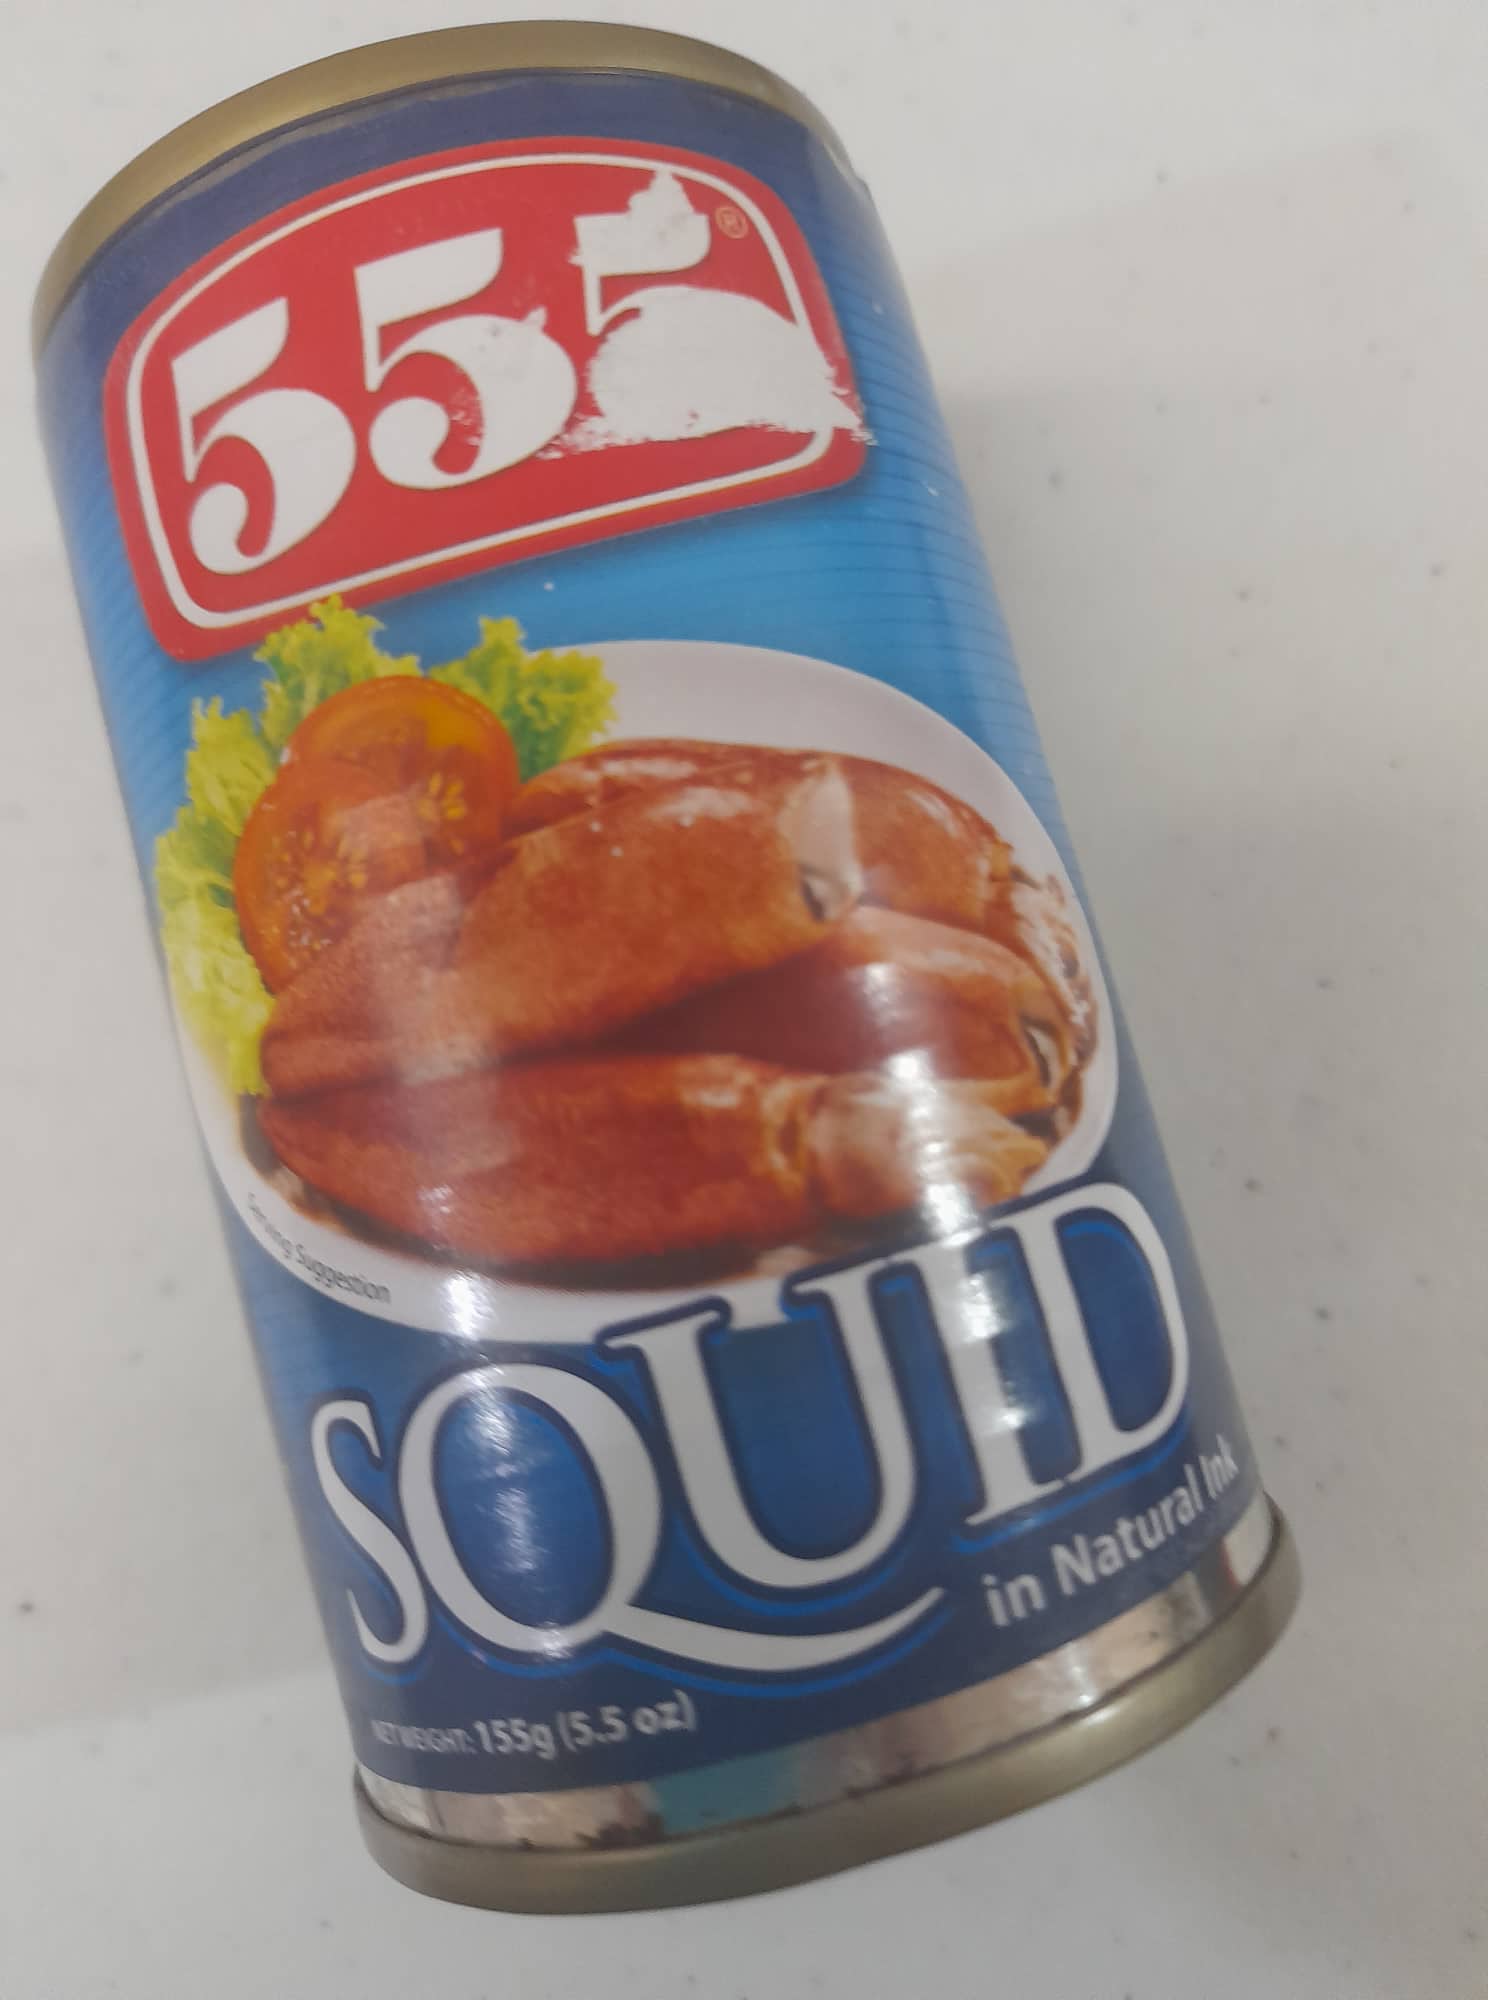 555®
Serving Suggestion
SQUID
in Natural Ink
NET WEIGHT: 155g (5.5 oz)